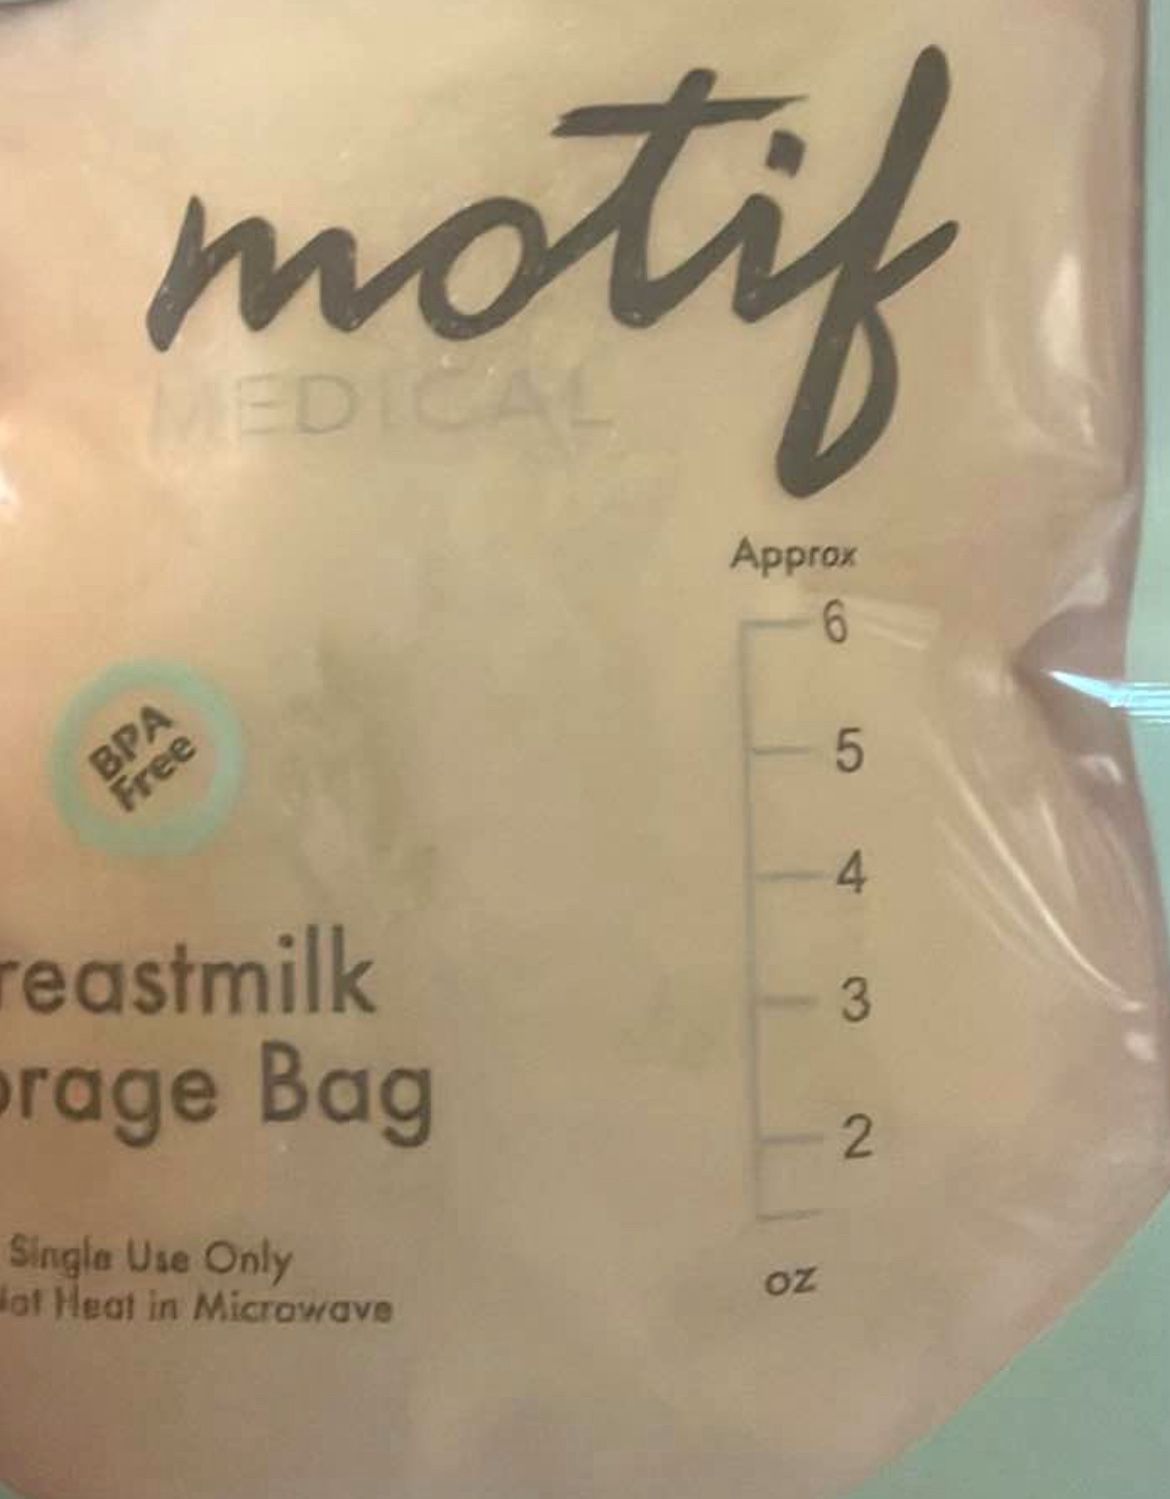 motif
MEDICAL
Approx
6
5
BPA
Free
4
reastmilk
3
orage Bag
2
Single Use Only
oz
Not Heat in Microwave